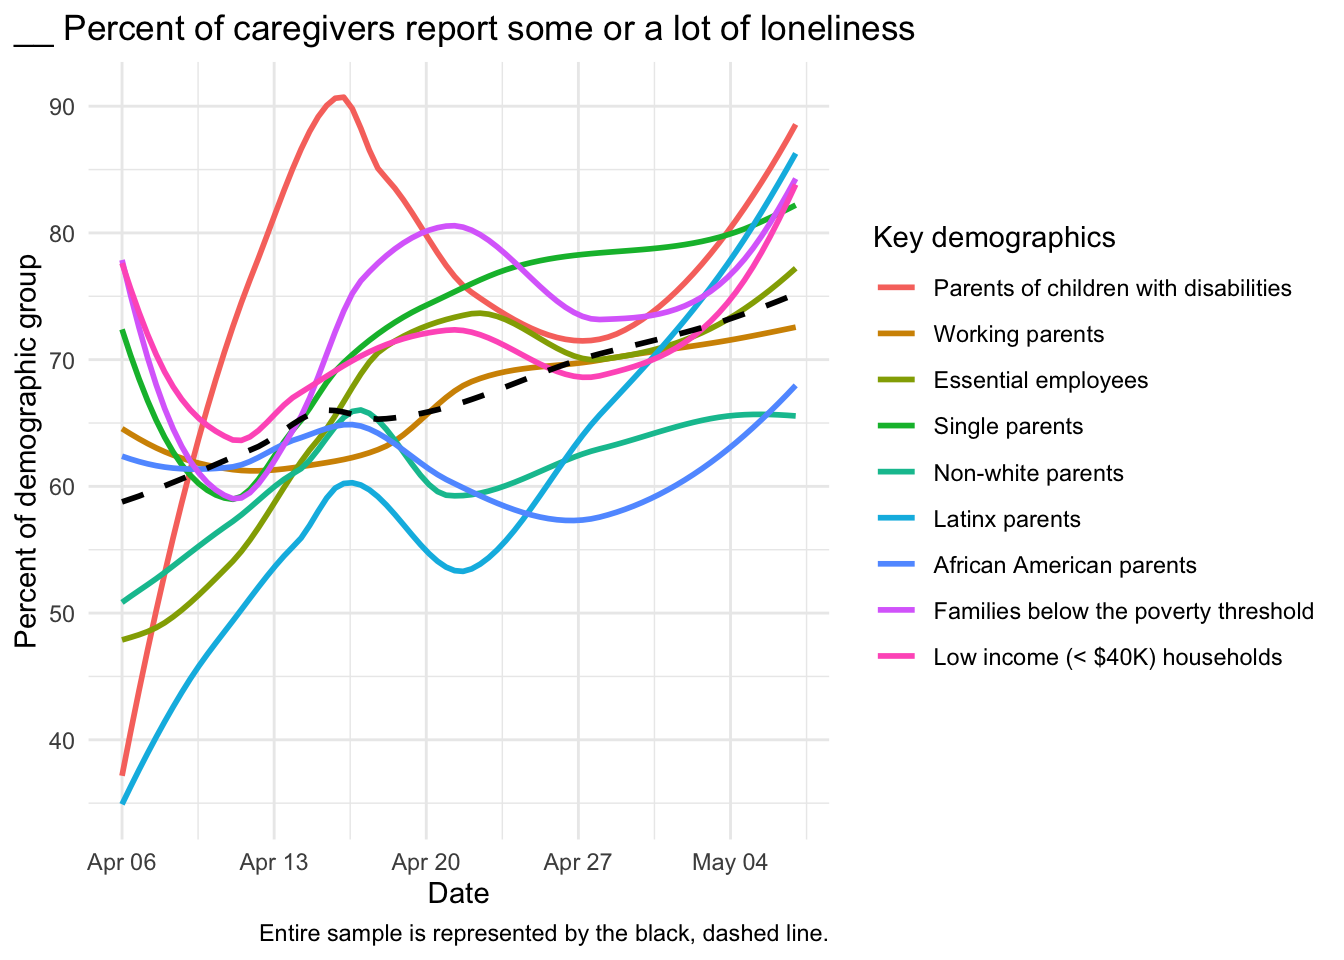 __ Percent of caregivers report some or a lot of loneliness
Percent of demographic group
90
80
70
60
50
40
Apr 06
Apr 13
Apr 20
Apr 27
May 04
Date
Key demographics
Parents of children with disabilities
Working parents
Essential employees
Single parents
Non-white parents
Latinx parents
African American parents
Families below the poverty threshold
Low income (< $40K) households
Entire sample is represented by the black, dashed line.